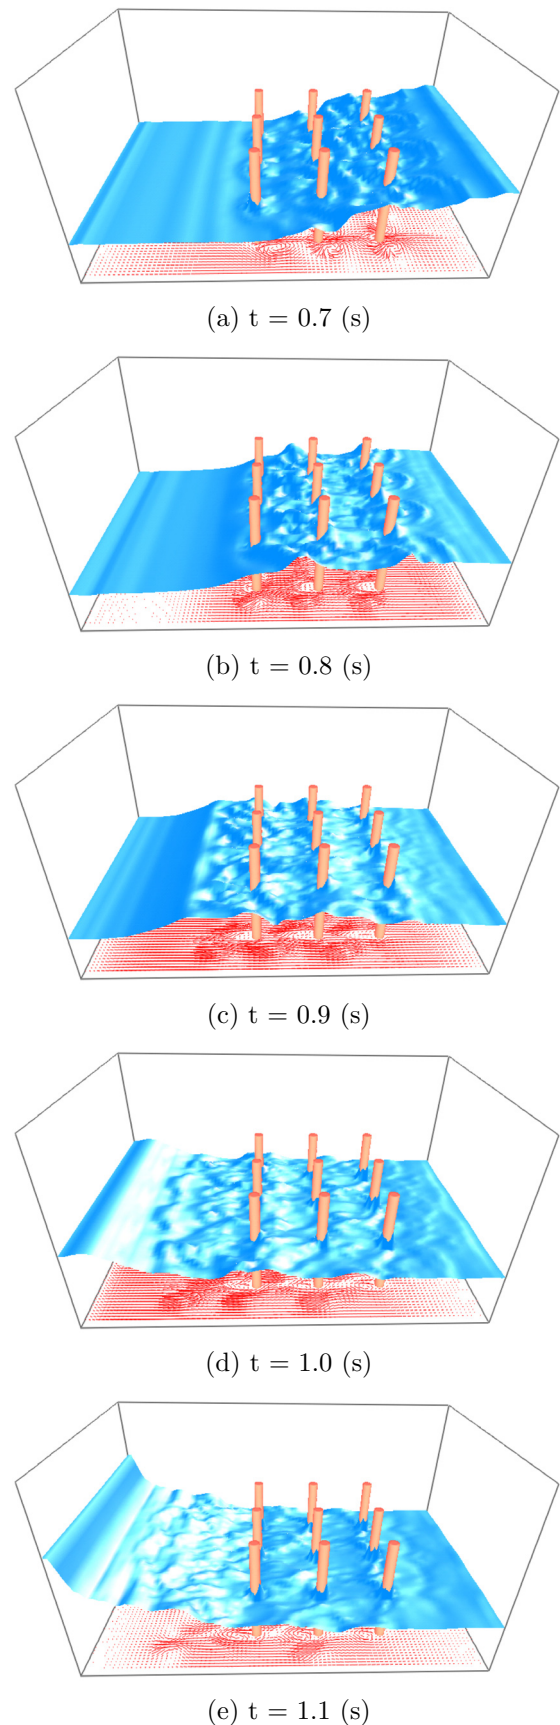 (a) t = 0.7 (s)
(b) t = 0.8 (s)
(c) t = 0.9 (s)
(d) t = 1.0 (s)
(e) t = 1.1 (s)